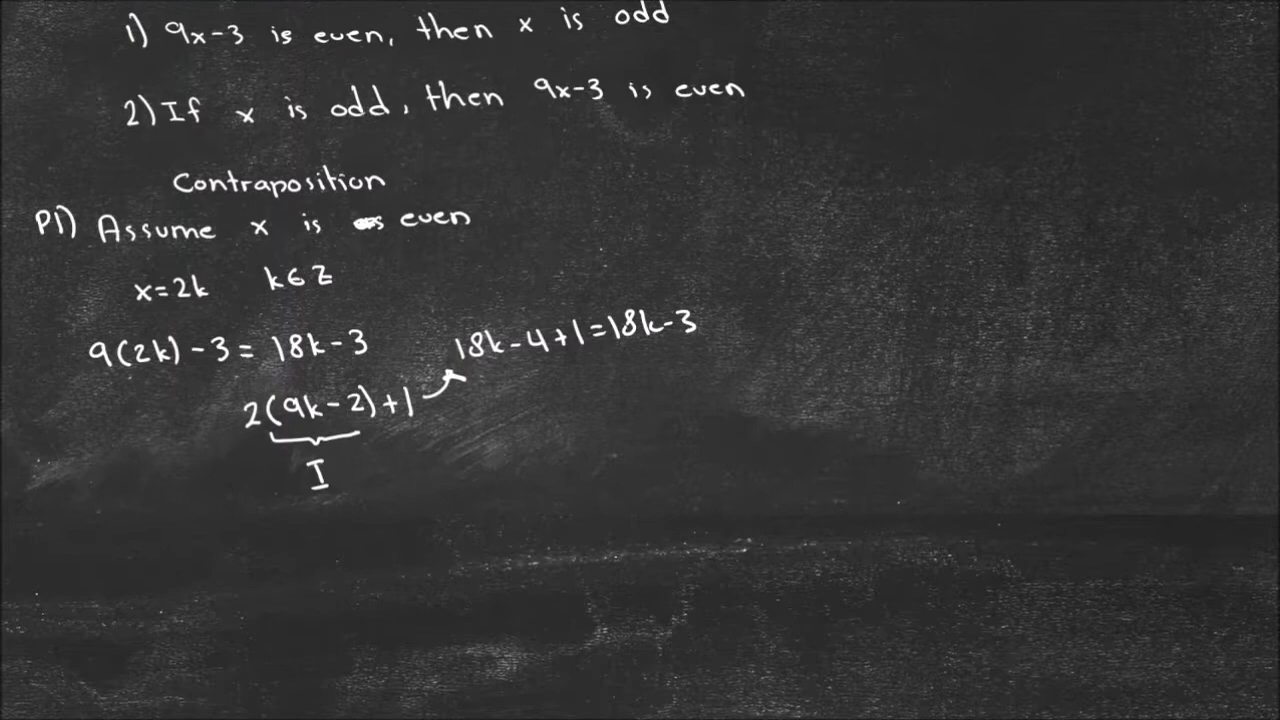 1) 9x-3 is even, then x is odd
2) If x is odd, then 9x-3 is even
Contraposition
P1) Assume x is even
x=2k k∈Z
9(2k)-3= 18k-3
18k-4+1=18k-3
2(9k-2)+1
I